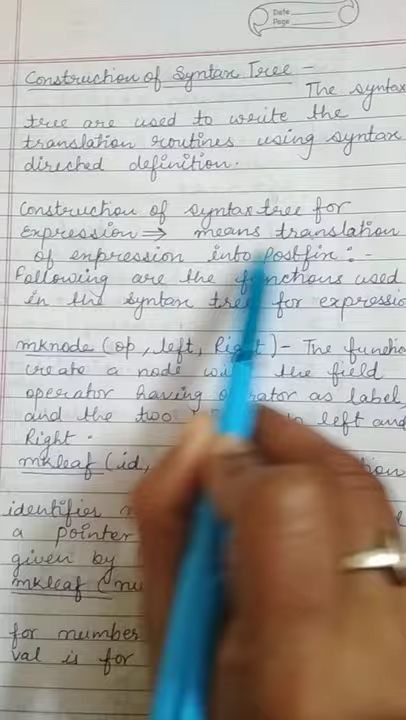 Date
Page
Construction of Syntax Tree -
The syntax
tree are used to write the
translation routines using syntax
directed definition.
Construction of syntax tree for
Expression ⇒ means translation
of expression into Postfix : -
Following are the functions used
in the syntax tree for expressio
mknode (op, left, Right) - The functio
create a node the field
operator having operator as label,
and the two to left and
Right.
mkleaf (id,
identifier
a pointer
given by
mkleaf (nu
for number
val is for